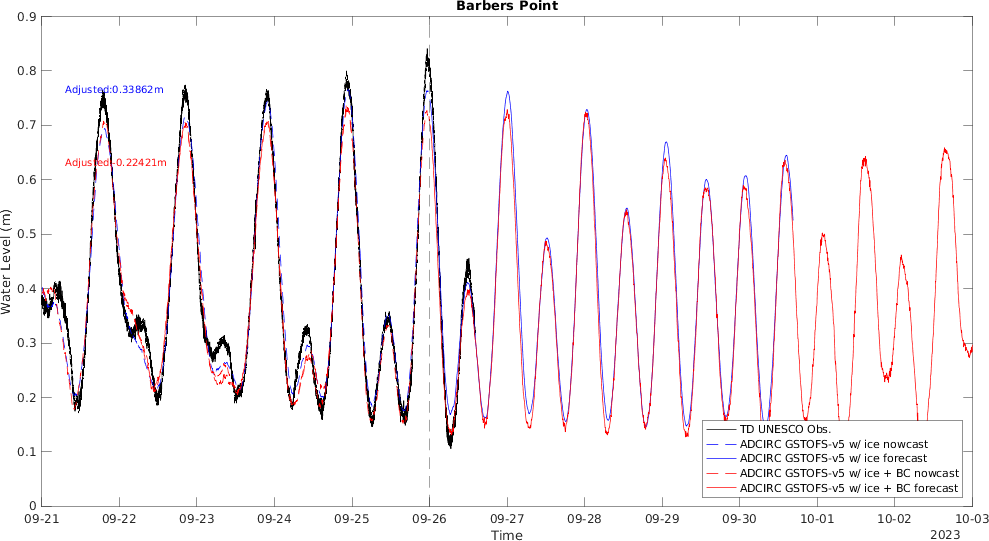 Barbers Point
0.9
0.8
0.7
0.6
0.5
0.4
0.3
0.2
0.1
0
Water Level (m)
Adjusted:0.33862m
Adjusted:-0.22421m
TD UNESCO Obs.
ADCIRC GSTOFS-v5 w/ ice nowcast
ADCIRC GSTOFS-v5 w/ ice forecast
ADCIRC GSTOFS-v5 w/ ice + BC nowcast
ADCIRC GSTOFS-v5 w/ ice + BC forecast
09-21 09-22 09-23 09-24 09-25 09-26 09-27 09-28 09-29 09-30 10-01 10-02 10-03
Time
2023